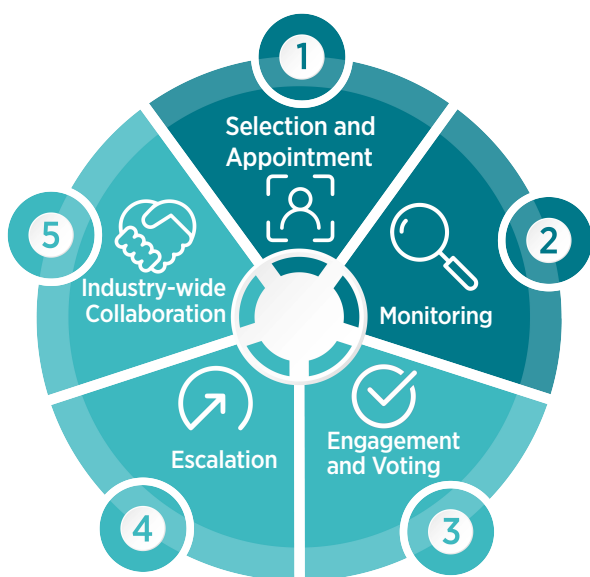 1
Selection and
Appointment
2
Monitoring
3
Engagement
and Voting
4
Escalation
5
Industry-wide
Collaboration